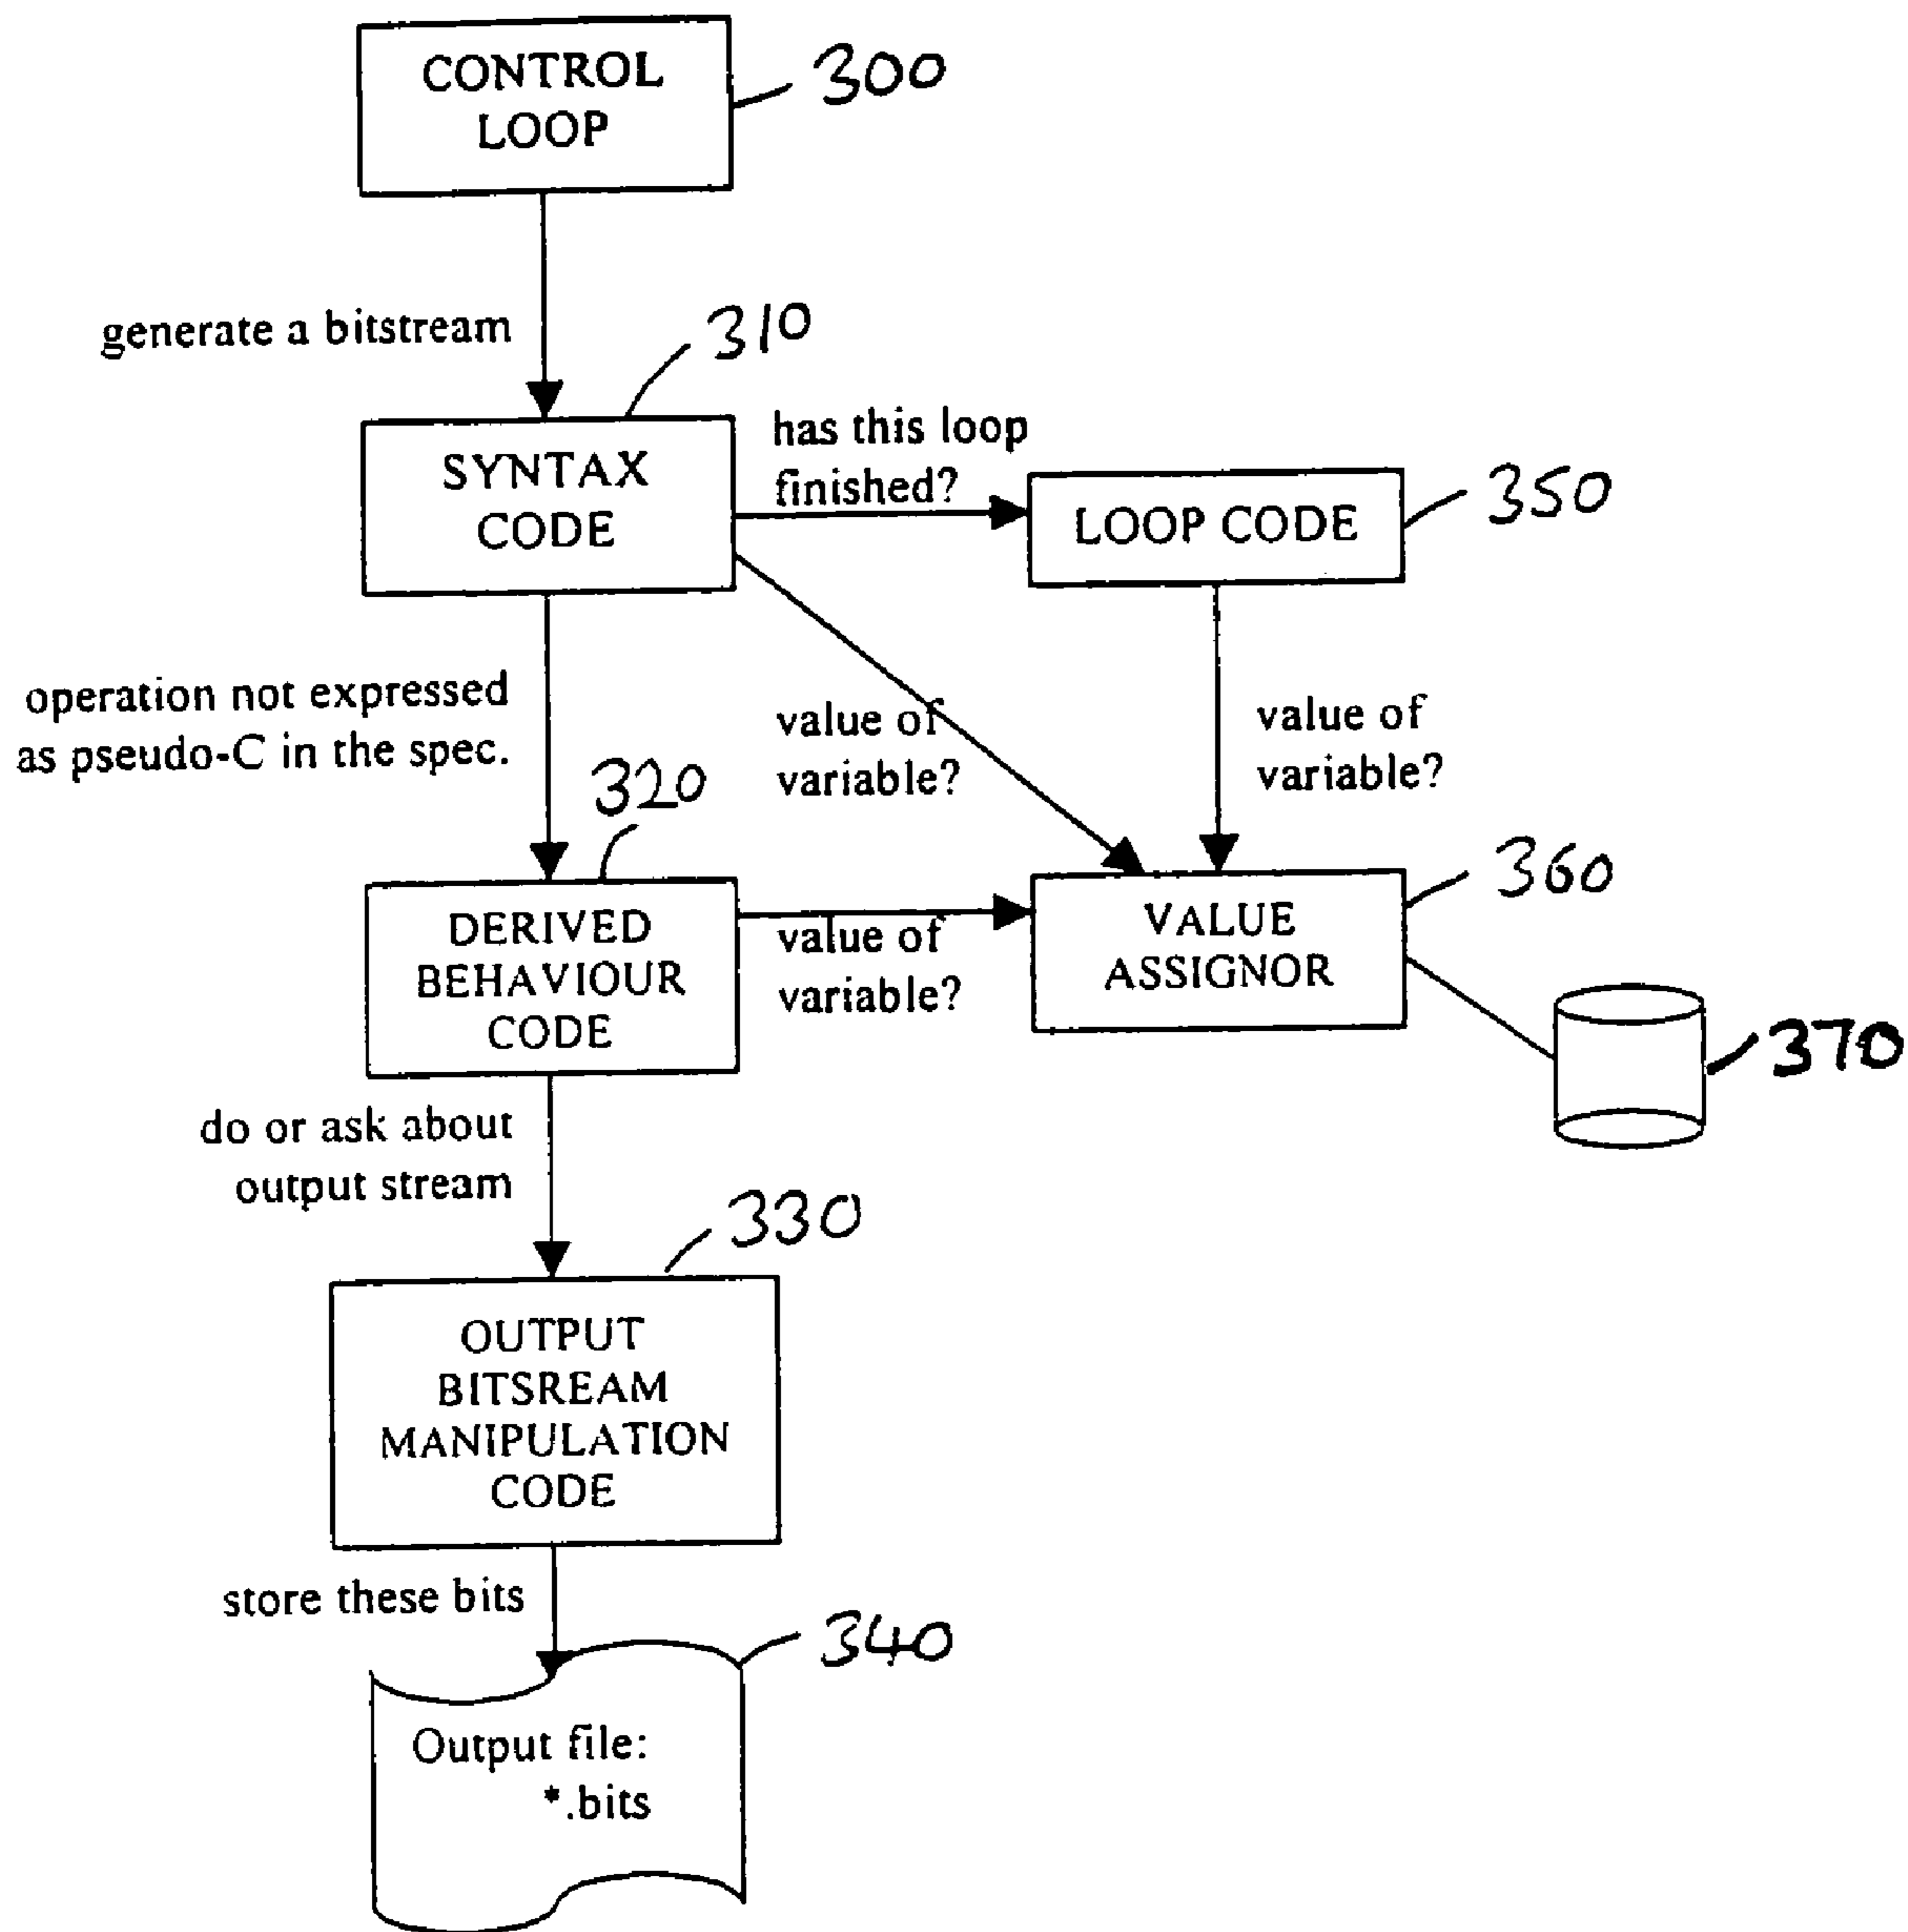 CONTROL
LOOP
300
generate a bitstream
310
SYNTAX
CODE
has this loop
finished?
LOOP CODE
350
operation not expressed
as pseudo-C in the spec.
value of
variable?
value of
variable?
320
DERIVED
BEHAVIOUR
CODE
value of
variable?
VALUE
ASSIGNOR
360
370
do or ask about
output stream
330
OUTPUT
BITSREAM
MANIPULATION
CODE
store these bits
340
Output file:
*.bits